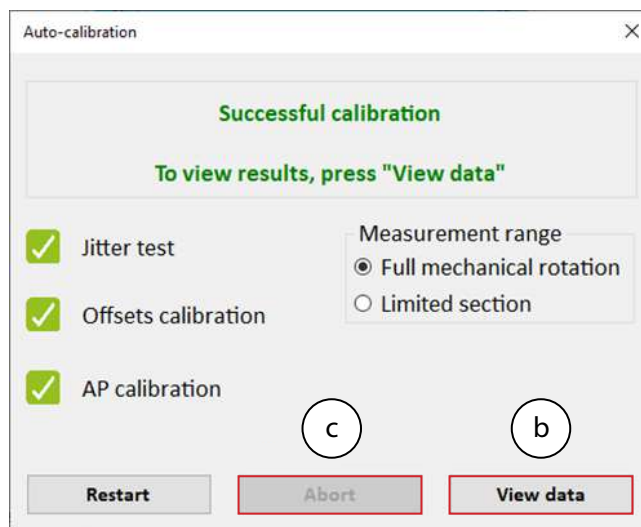 Auto-calibration
Successful calibration
To view results, press "View data"
Jitter test
Offsets calibration
AP calibration
Measurement range
Full mechanical rotation
Limited section
c
b
Restart
Abort
View data